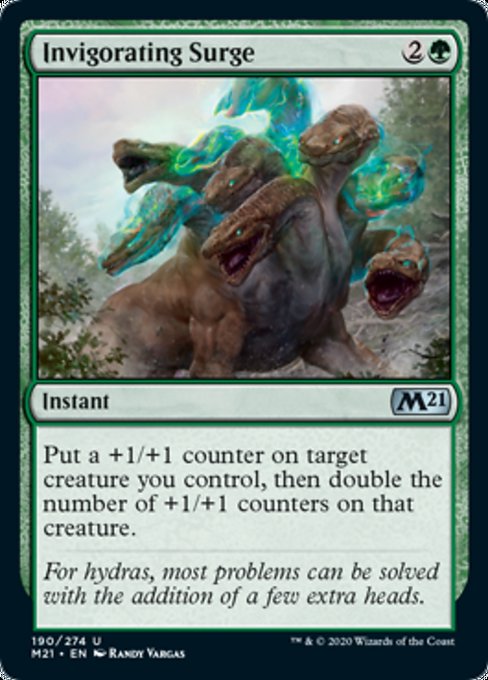 Invigorating Surge 2
Instant M21
Put a +1/+1 counter on target
creature you control, then double the
number of +1/+1 counters on that
creature.
For hydras, most problems can be solved
with the addition of a few extra heads.
190/274 U
M21 • EN Randy Vargas
™ & © 2020 Wizards of the Coast